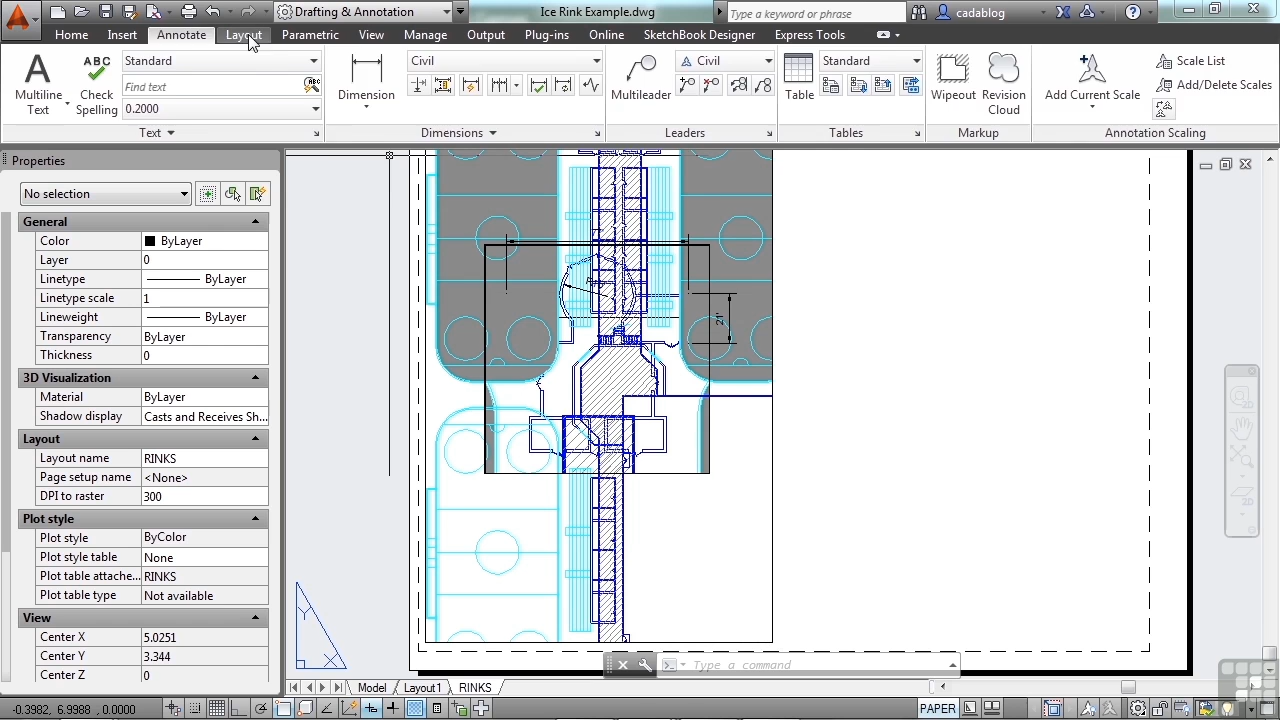 Drafting & Annotation
Ice Rink Example.dwg
Type a keyword or phrase
cadablog
Home Insert Annotate Layout Parametric View Manage Output Plug-ins Online SketchBook Designer Express Tools
Multiline Text
ABC
Check Spelling
Standard
Find text
0.2000
Text
Dimension
Civil
Dimensions
Multileader
Civil
Leaders
Table
Standard
Tables
Wipeout
Revision Cloud
Markup
Add Current Scale
Scale List
Add/Delete Scales
Annotation Scaling
Properties
No selection
General
Color ByLayer
Layer 0
Linetype ByLayer
Linetype scale 1
Lineweight ByLayer
Transparency ByLayer
Thickness 0
3D Visualization
Material ByLayer
Shadow display Casts and Receives Sh...
Layout
Layout name RINKS
Page setup name <None>
DPI to raster 300
Plot style
Plot style ByColor
Plot style table None
Plot table attache... RINKS
Plot table type Not available
View
Center X 5.0251
Center Y 3.344
Center Z 0
21'
Y
X
Type a command
Model Layout1 RINKS
-0.3382, 6.9988, 0.0000
PAPER